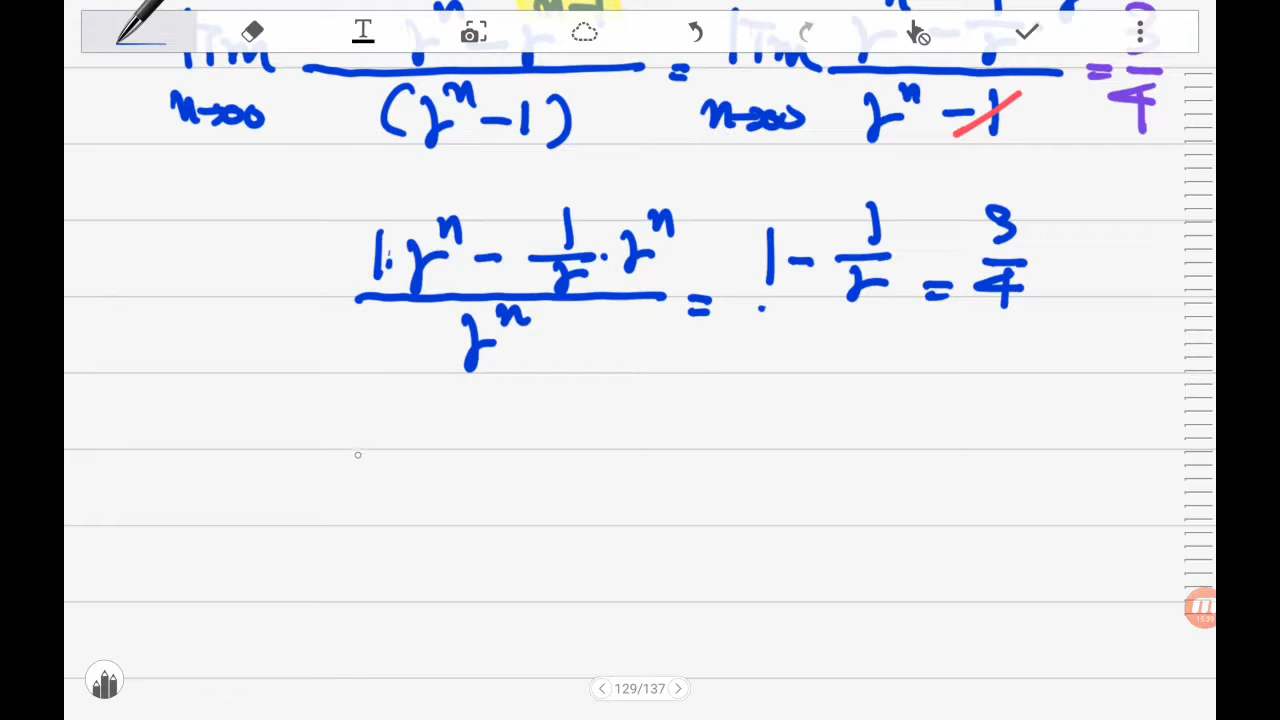 lim n→∞ (r^n - r) / (r^n - 1) = lim n→∞ / (r^n - 1) = 3/4
(1·r^n - 1/r · r^n) / r^n = 1 - 1/r = 3/4
129/137